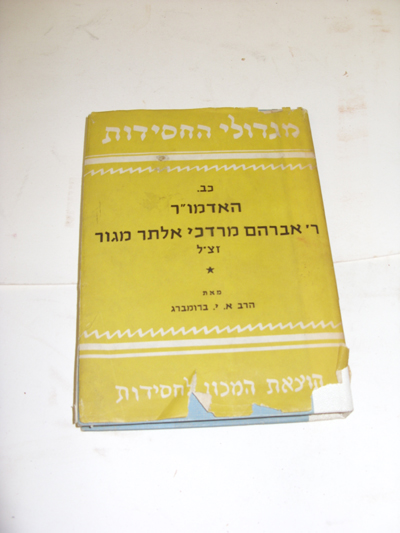 מגדולי החסידות
כב.
האדמו״ר
ר׳ אברהם מרדכי אלתר מגור
זצ״ל
מאת
הרב א. י. ברומברג
הוצאת המכון לחסידות